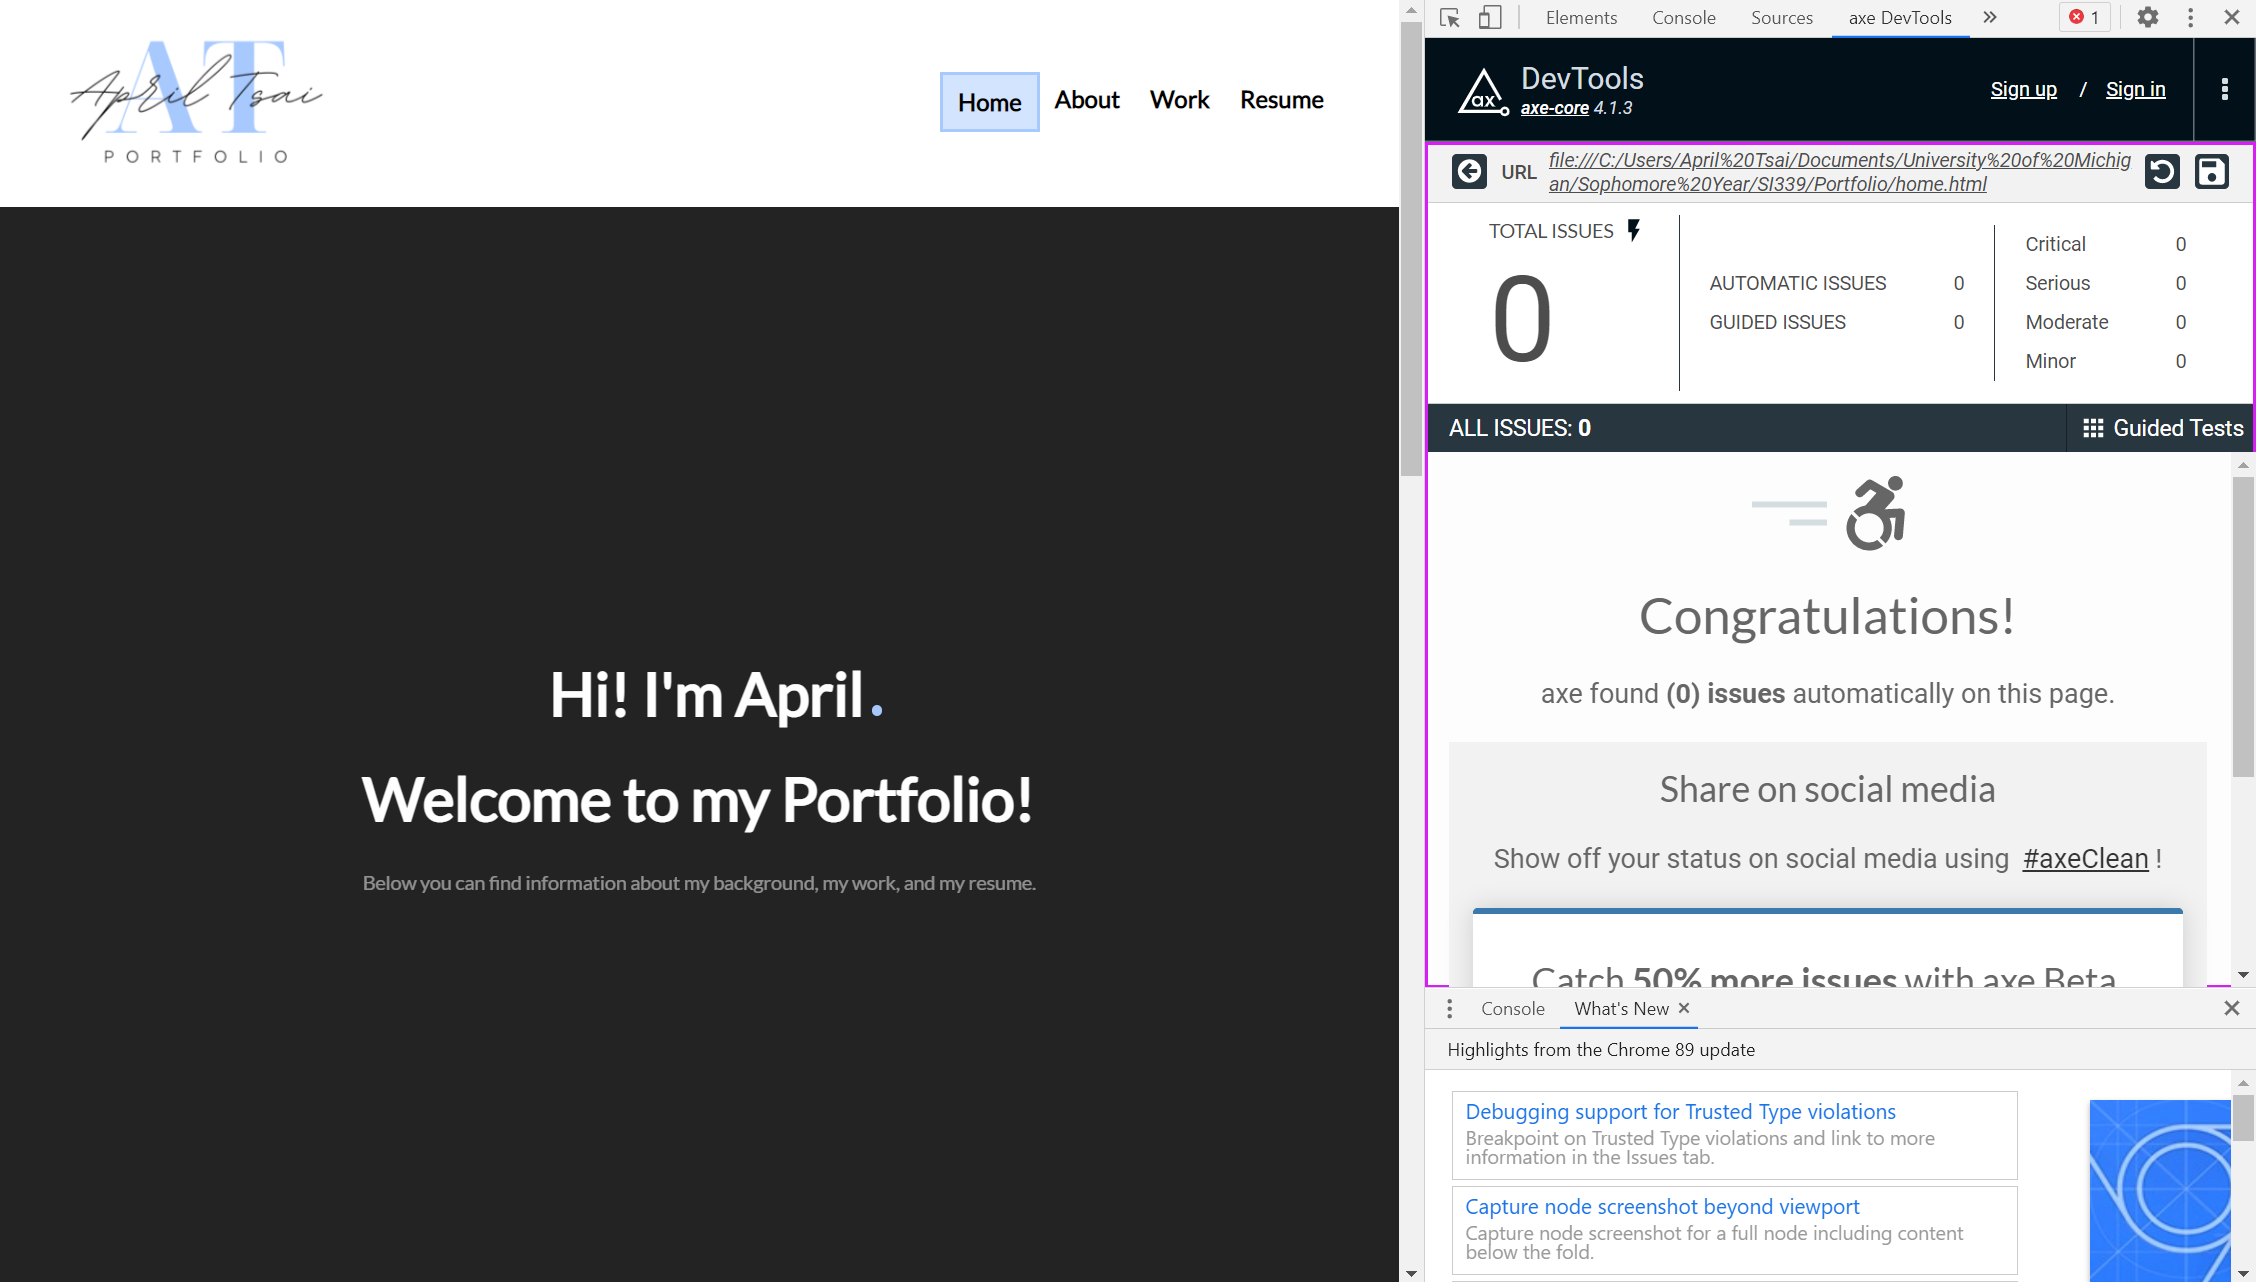 AT
April Tsai
PORTFOLIO
Home About Work Resume
Hi! I'm April.
Welcome to my Portfolio!
Below you can find information about my background, my work, and my resume.
Elements Console Sources axe DevTools 1
ax DevTools
axe-core 4.1.3
Sign up / Sign in
URL file:///C:/Users/April%20Tsai/Documents/University%20of%20Michig
an/Sophomore%20Year/SI339/Portfolio/home.html
TOTAL ISSUES
0
AUTOMATIC ISSUES 0
GUIDED ISSUES 0
Critical 0
Serious 0
Moderate 0
Minor 0
ALL ISSUES: 0 Guided Tests
Congratulations!
axe found (0) issues automatically on this page.
Share on social media
Show off your status on social media using #axeClean !
Catch 50% more issues with axe Beta
Console What's New
Highlights from the Chrome 89 update
Debugging support for Trusted Type violations
Breakpoint on Trusted Type violations and link to more
information in the Issues tab.
Capture node screenshot beyond viewport
Capture node screenshot for a full node including content
below the fold.